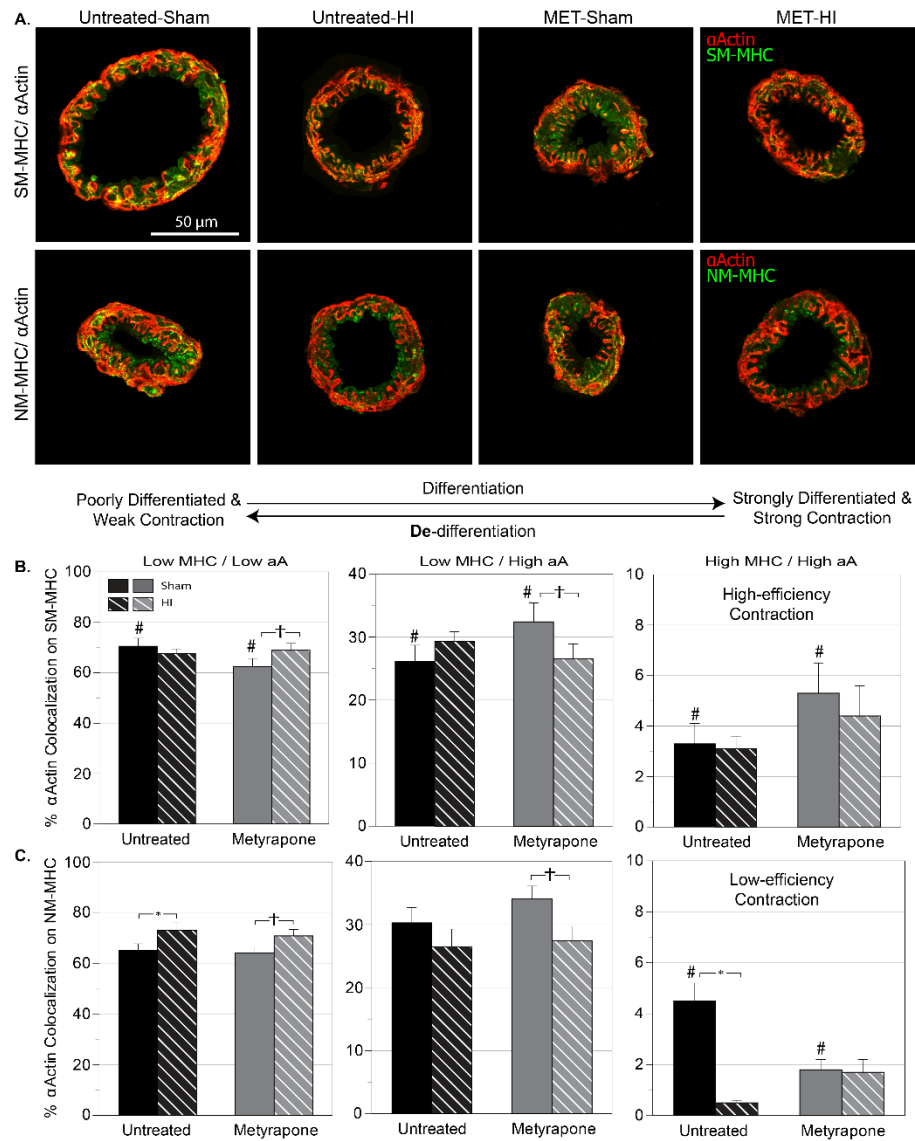 A.
Untreated-Sham
Untreated-HI
MET-Sham
MET-HI
SM-MHC/ αActin
αActin
SM-MHC
50 µm
NM-MHC/ αActin
αActin
NM-MHC
Poorly Differentiated &
Weak Contraction
Differentiation
De-differentiation
Strongly Differentiated &
Strong Contraction
B.
Low MHC / Low aA
Low MHC / High aA
High MHC / High aA
% αActin Colocalization on SM-MHC
100
80
60
40
20
0
Sham
HI
#
#
†
Untreated
Metyrapone
40
30
20
10
0
#
#
†
Untreated
Metyrapone
10
8
6
4
2
0
High-efficiency
Contraction
#
#
Untreated
Metyrapone
C.
% αActin Colocalization on NM-MHC
100
80
60
40
20
0
*
†
Untreated
Metyrapone
40
30
20
10
0
†
Untreated
Metyrapone
10
8
6
4
2
0
Low-efficiency
Contraction
#
*
#
Untreated
Metyrapone